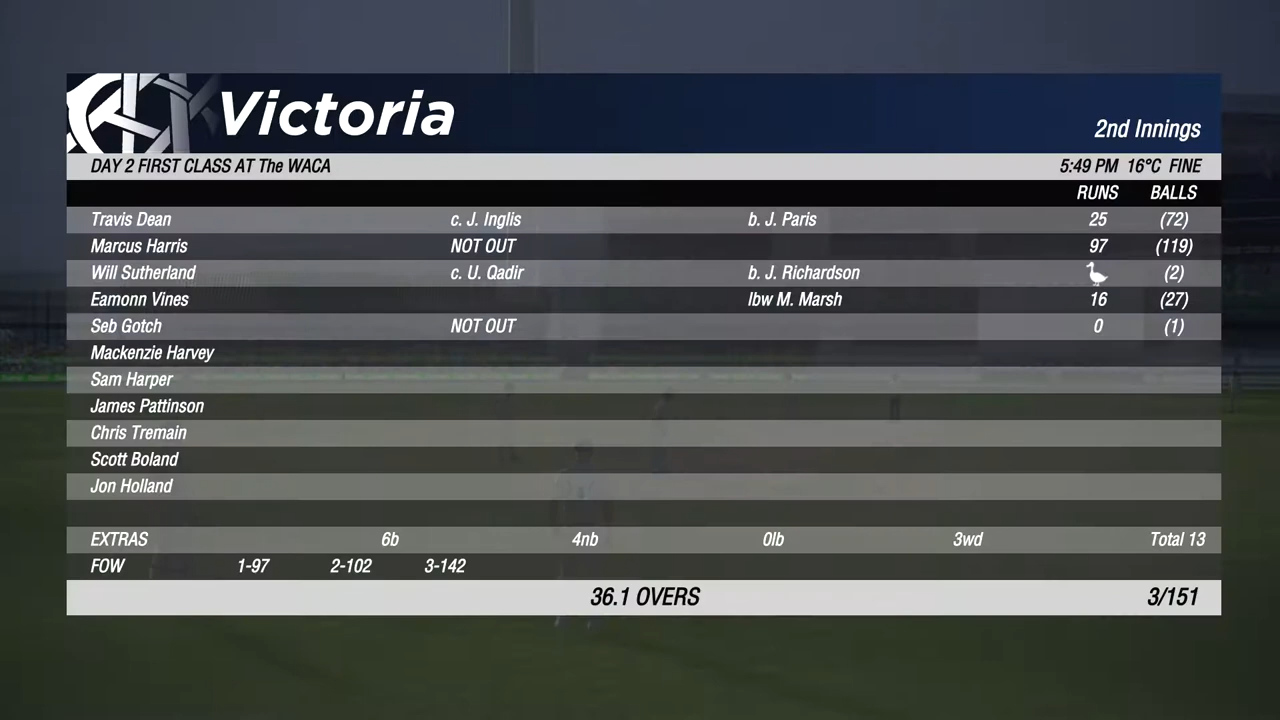 Victoria
2nd Innings
DAY 2 FIRST CLASS AT The WACA 5:49 PM 16°C FINE
RUNS BALLS
Travis Dean c. J. Inglis b. J. Paris 25 (72)
Marcus Harris NOT OUT 97 (119)
Will Sutherland c. U. Qadir b. J. Richardson (2)
Eamonn Vines lbw M. Marsh 16 (27)
Seb Gotch NOT OUT 0 (1)
Mackenzie Harvey
Sam Harper
James Pattinson
Chris Tremain
Scott Boland
Jon Holland
EXTRAS 6b 4nb 0lb 3wd Total 13
FOW 1-97 2-102 3-142
36.1 OVERS 3/151